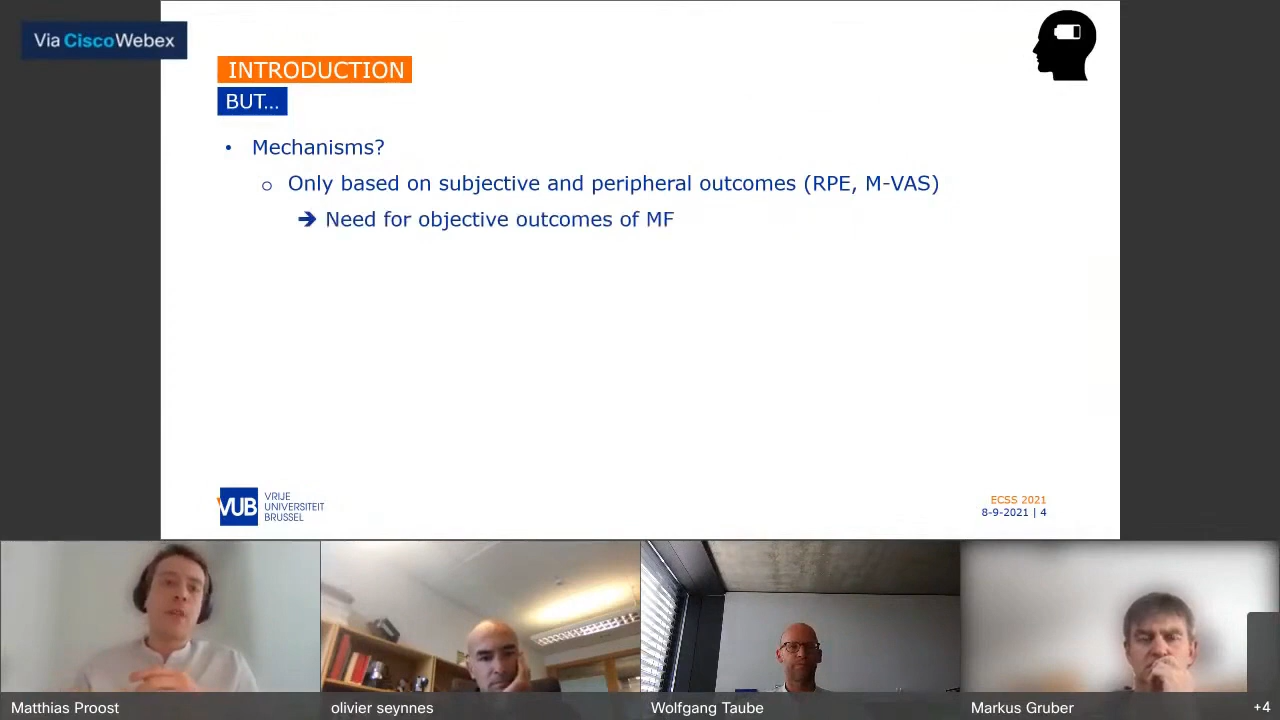 Via Cisco Webex
INTRODUCTION
BUT...
• Mechanisms?
o Only based on subjective and peripheral outcomes (RPE, M-VAS)
➔ Need for objective outcomes of MF
VUB
VRIJE
UNIVERSITEIT
BRUSSEL
ECSS 2021
8-9-2021 | 4
Matthias Proost
olivier seynnes
Wolfgang Taube
Markus Gruber
+4